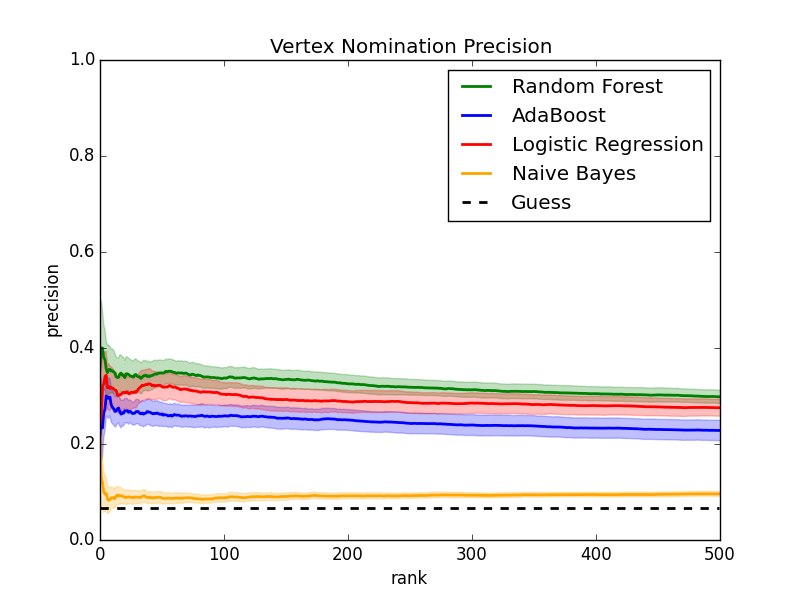 Vertex Nomination Precision
1.0
0.8
0.6
0.4
0.2
0.0
precision
Random Forest
AdaBoost
Logistic Regression
Naive Bayes
Guess
0 100 200 300 400 500
rank